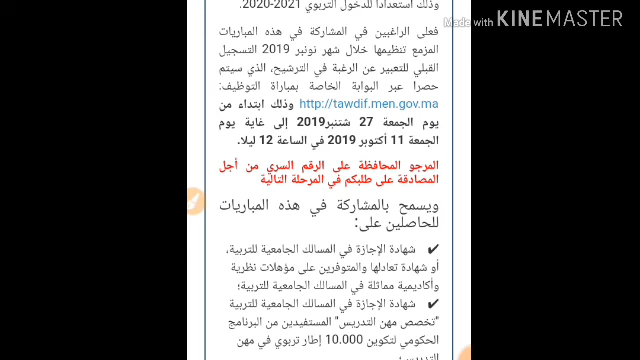 وذلك استعدادا للدخول التربوي 2021-2020.
Made with KINEMASTER
فعلى الراغبين في المشاركة في هذه المباريات
المزمع تنظيمها خلال شهر نونبر 2019 التسجيل
القبلي للتعبير عن الرغبة في الترشيح، الذي سيتم
حصرا عبر البوابة الخاصة بمباراة التوظيف:
http://tawdif.men.gov.ma وذلك ابتداء من
يوم الجمعة 27 شتنبر2019 إلى غاية يوم
الجمعة 11 أكتوبر 2019 في الساعة 12 ليلا.
المرجو المحافظة على الرقم السري من أجل
المصادقة على طلبكم في المرحلة التالية
ويسمح بالمشاركة في هذه المباريات
للحاصلين على:
✔ شهادة الإجازة في المسالك الجامعية للتربية،
أو شهادة تعادلها والمتوفرين على مؤهلات نظرية
وأكاديمية مماثلة في المسالك الجامعية للتربية؛
✔ شهادة الإجازة في المسالك الجامعية للتربية
"تخصص مهن التدريس" المستفيدين من البرنامج
الحكومي لتكوين 10.000 إطار تربوي في مهن
التدريس؛